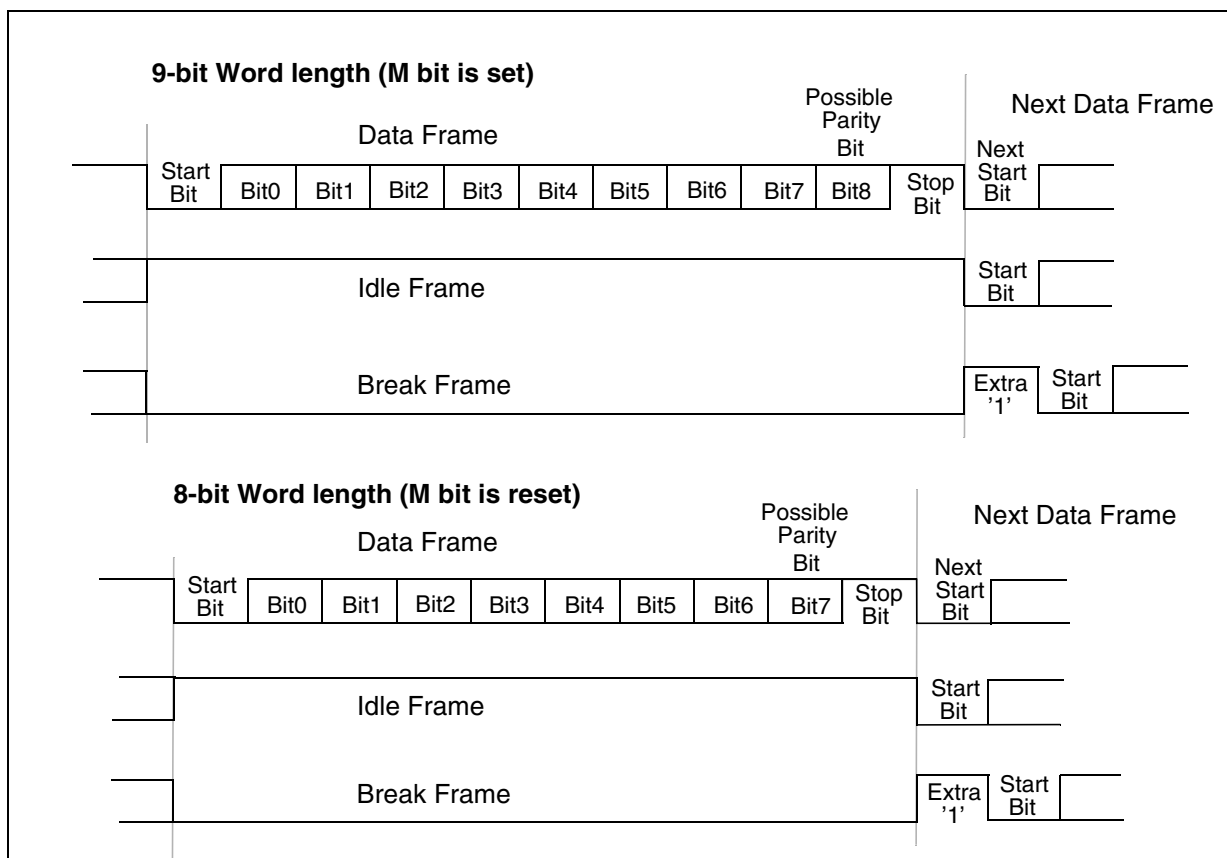 9-bit Word length (M bit is set)
Possible
Parity
Bit
Next Data Frame
Data Frame
Start
Bit
Bit0
Bit1
Bit2
Bit3
Bit4
Bit5
Bit6
Bit7
Bit8
Stop
Bit
Next
Start
Bit
Idle Frame
Start
Bit
Break Frame
Extra
'1'
Start
Bit
8-bit Word length (M bit is reset)
Possible
Parity
Bit
Next Data Frame
Data Frame
Start
Bit
Bit0
Bit1
Bit2
Bit3
Bit4
Bit5
Bit6
Bit7
Stop
Bit
Next
Start
Bit
Idle Frame
Start
Bit
Break Frame
Extra
'1'
Start
Bit